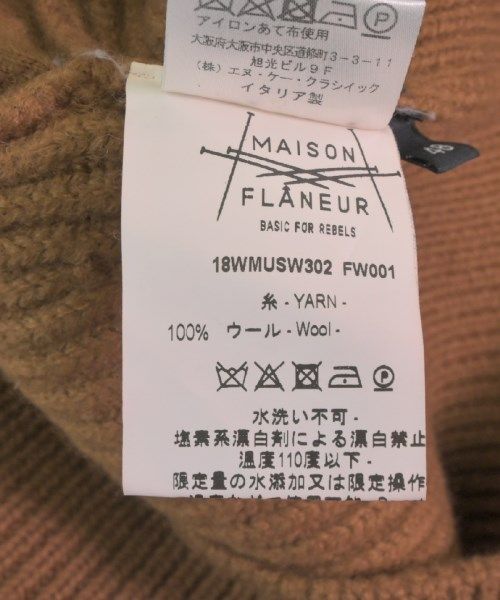 アイロンあて布使用
大阪府大阪市中央区道修町3-3-11
旭光ビル9F
(株)エヌ・ケー・クラシイック
イタリア製
48
MAISON
FLÂNEUR
BASIC FOR REBELS
18WMUSW302 FW001
糸 - YARN -
100% ウール - Wool -
P
水洗い不可 -
塩素系漂白剤による漂白禁止
温度110度以下 -
限定量の水添加又は限定操作